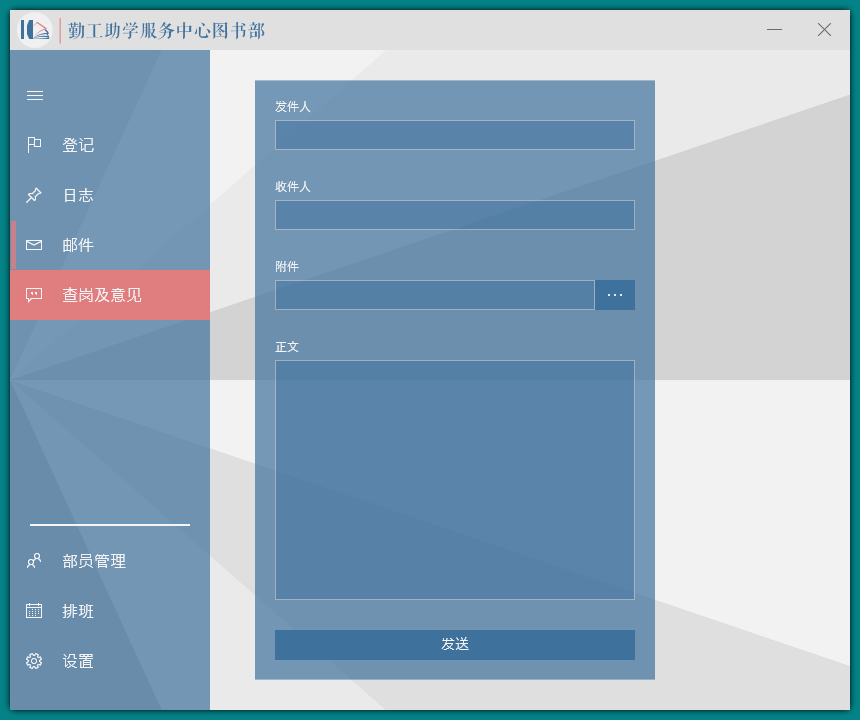 勤工助学服务中心图书部
登记
日志
邮件
查岗及意见
部员管理
排班
设置
发件人
收件人
附件
...
正文
发送